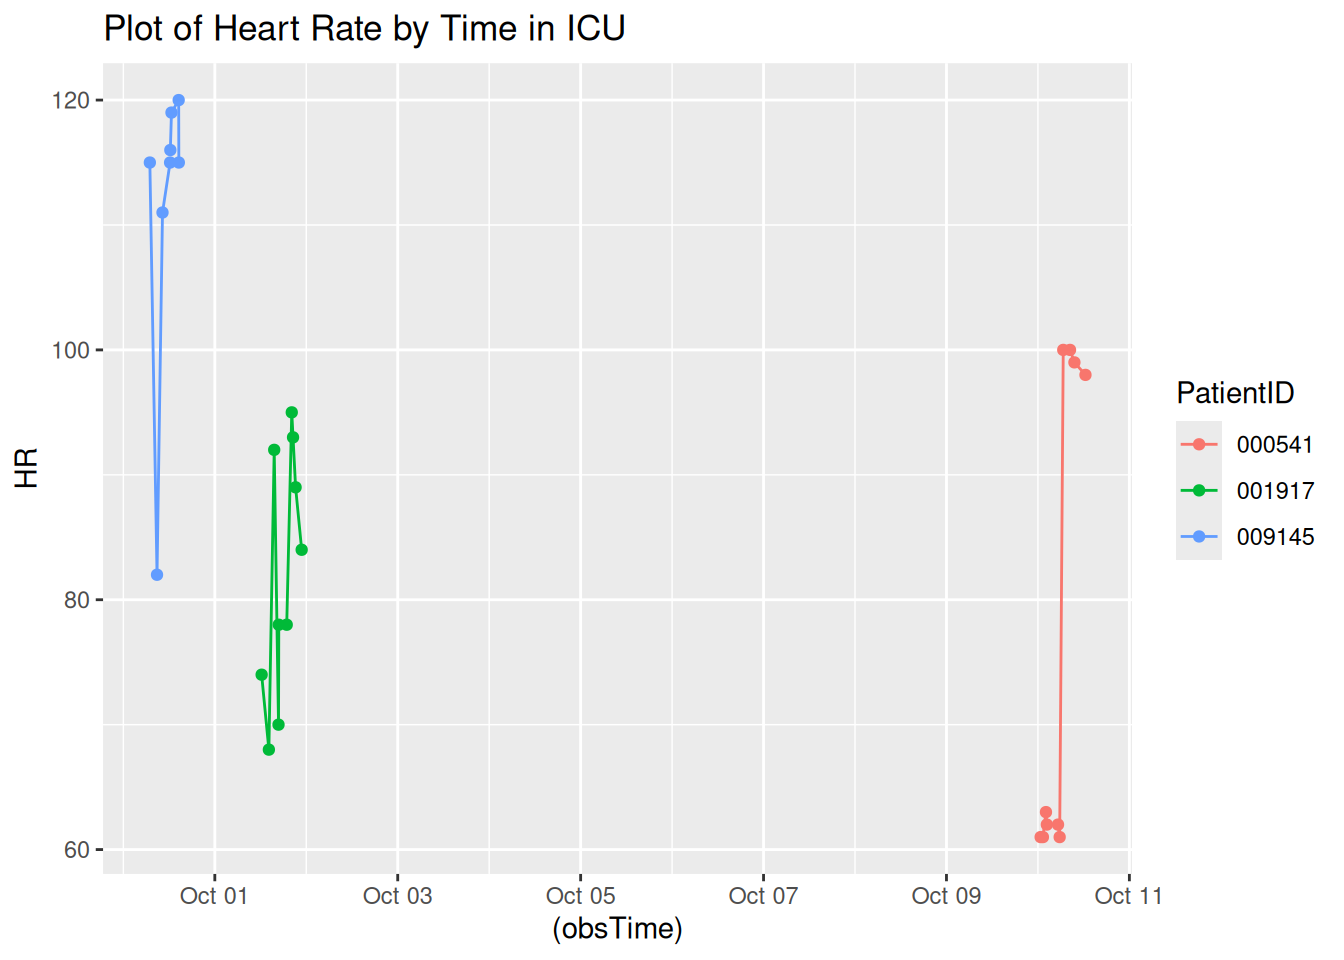 Plot of Heart Rate by Time in ICU
120
100
80
60
HR
Oct 01 Oct 03 Oct 05 Oct 07 Oct 09 Oct 11
(obsTime)
PatientID
000541
001917
009145